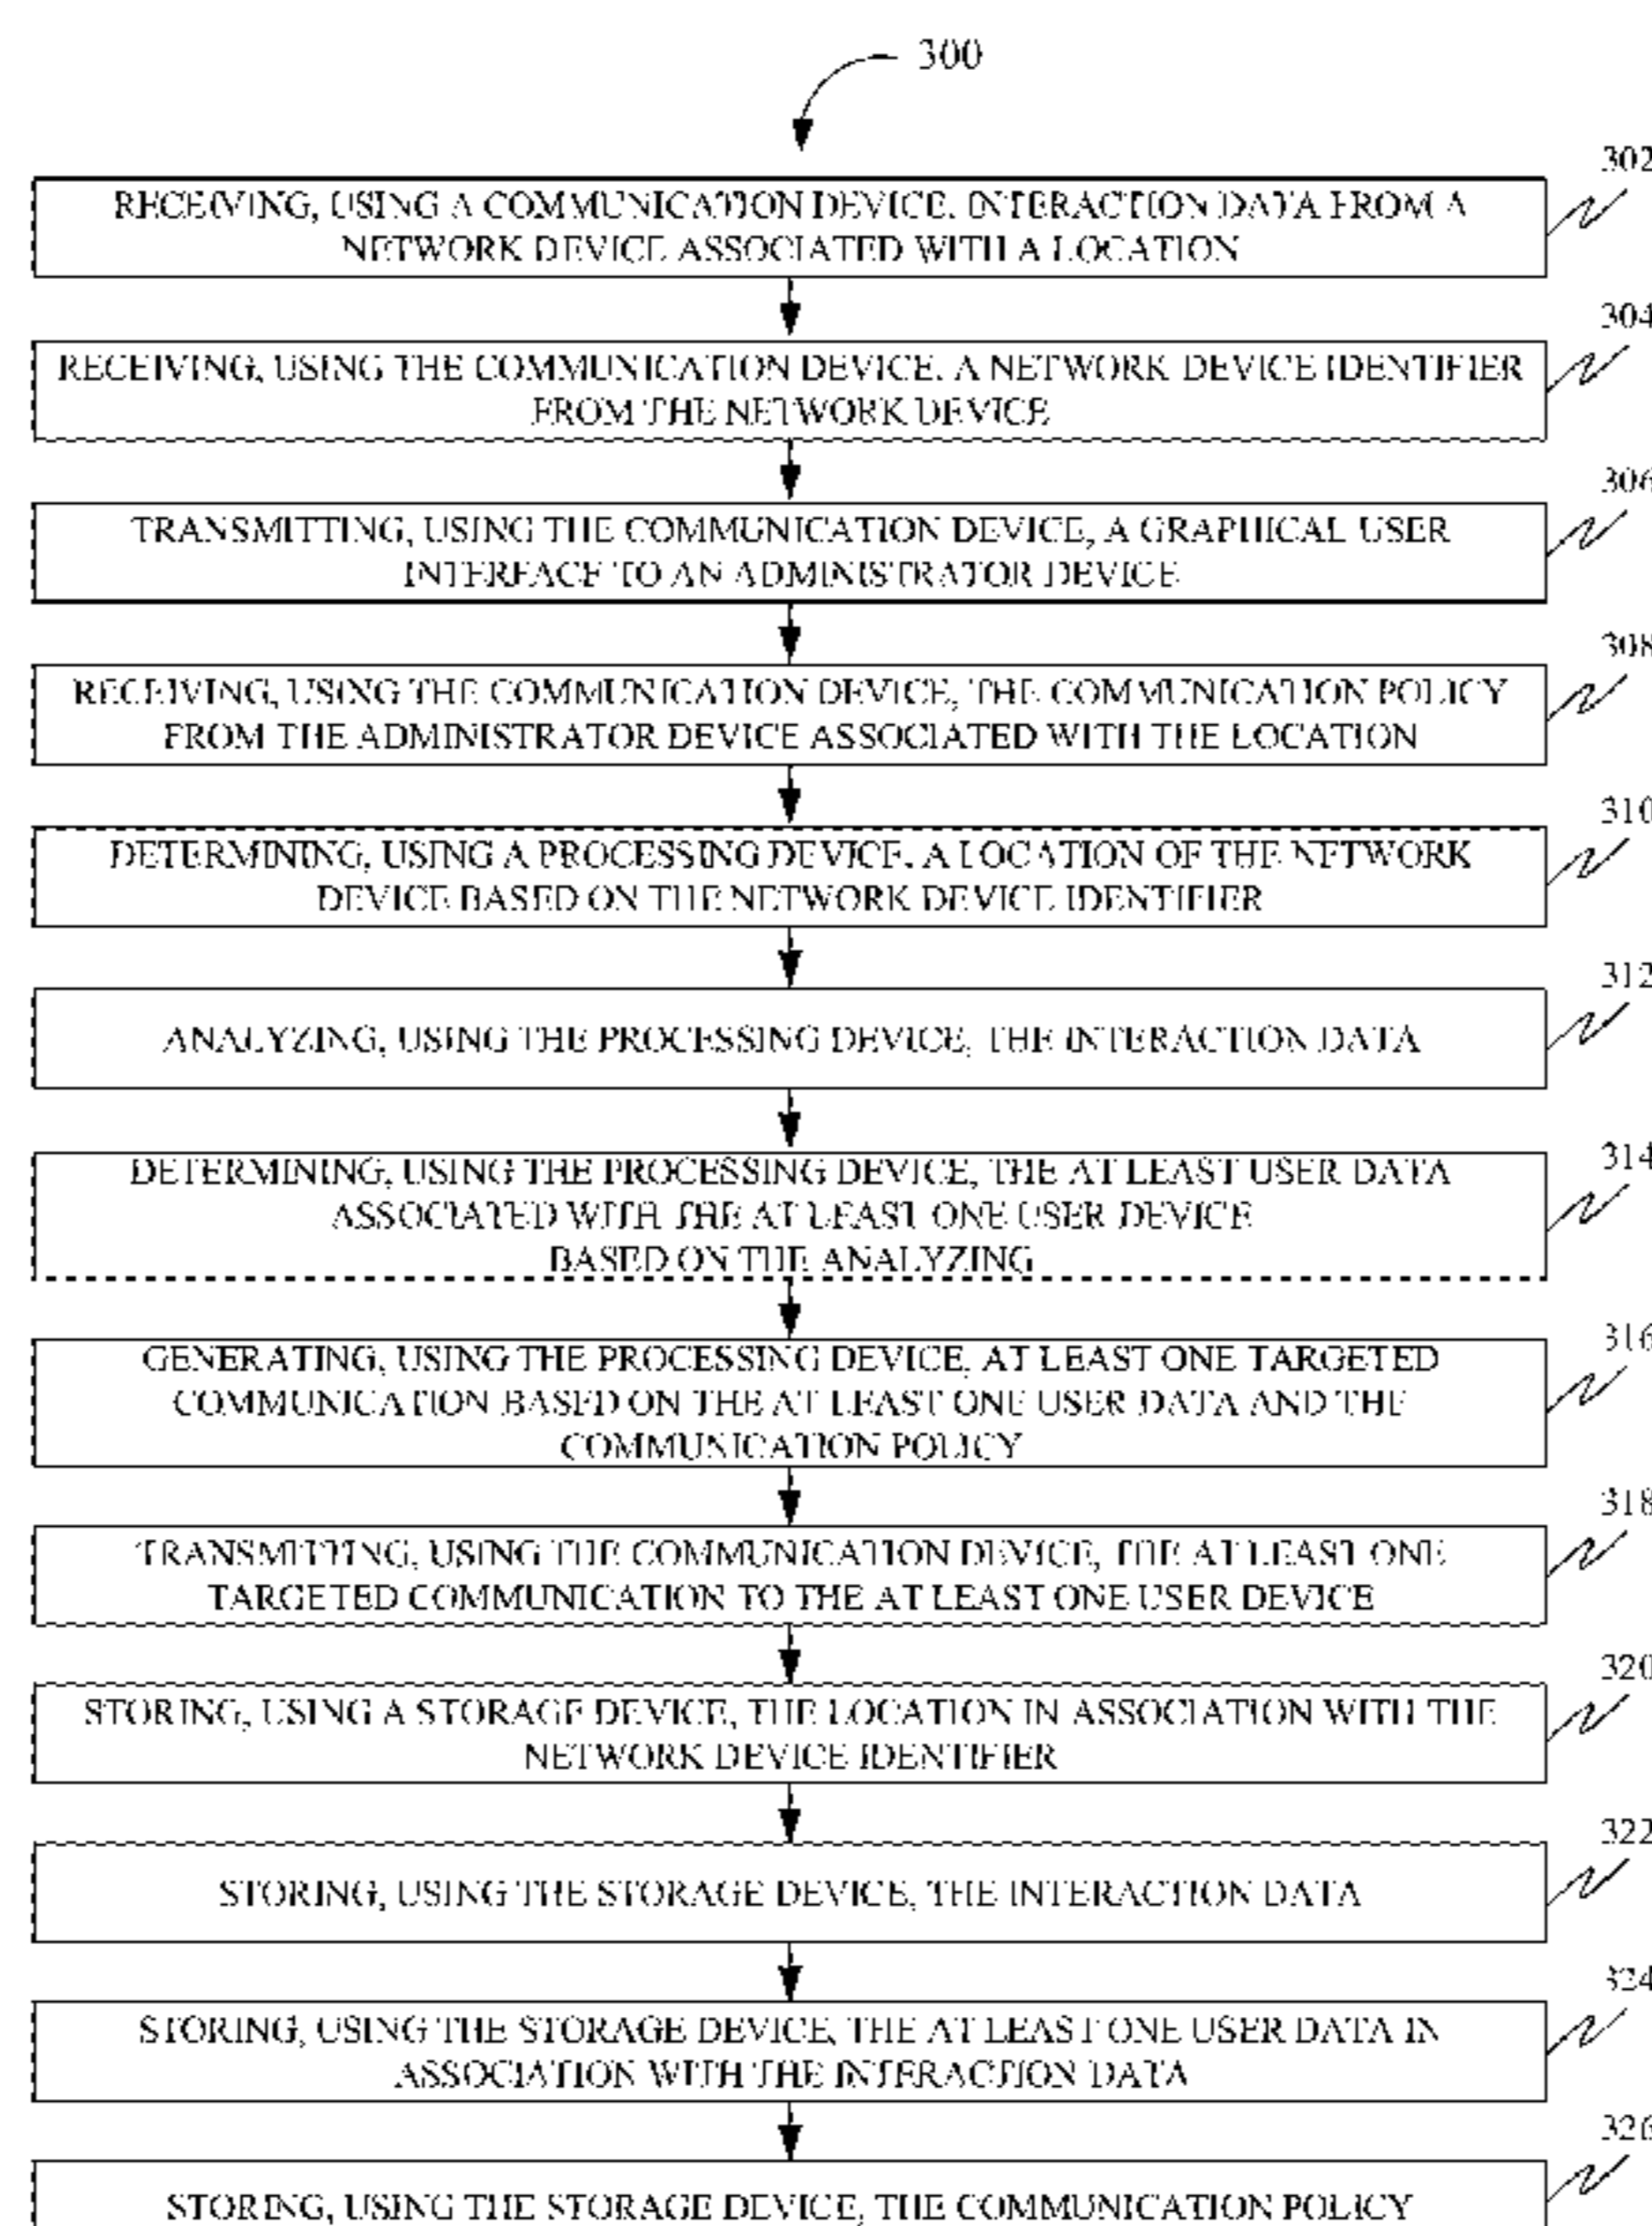 300
302
RECEIVING, USING A COMMUNICATION DEVICE, INTERACTION DATA FROM A
NETWORK DEVICE ASSOCIATED WITH A LOCATION
304
RECEIVING, USING THE COMMUNICATION DEVICE, A NETWORK DEVICE IDENTIFIER
FROM THE NETWORK DEVICE
306
TRANSMITTING, USING THE COMMUNICATION DEVICE, A GRAPHICAL USER
INTERFACE TO AN ADMINISTRATOR DEVICE
308
RECEIVING, USING THE COMMUNICATION DEVICE, THE COMMUNICATION POLICY
FROM THE ADMINISTRATOR DEVICE ASSOCIATED WITH THE LOCATION
310
DETERMINING, USING A PROCESSING DEVICE, A LOCATION OF THE NETWORK
DEVICE BASED ON THE NETWORK DEVICE IDENTIFIER
312
ANALYZING, USING THE PROCESSING DEVICE, THE INTERACTION DATA
314
DETERMINING, USING THE PROCESSING DEVICE, THE AT LEAST USER DATA
ASSOCIATED WITH THE AT LEAST ONE USER DEVICE
BASED ON THE ANALYZING
316
GENERATING, USING THE PROCESSING DEVICE, AT LEAST ONE TARGETED
COMMUNICATION BASED ON THE AT LEAST ONE USER DATA AND THE
COMMUNICATION POLICY
318
TRANSMITTING, USING THE COMMUNICATION DEVICE, THE AT LEAST ONE
TARGETED COMMUNICATION TO THE AT LEAST ONE USER DEVICE
320
STORING, USING A STORAGE DEVICE, THE LOCATION IN ASSOCIATION WITH THE
NETWORK DEVICE IDENTIFIER
322
STORING, USING THE STORAGE DEVICE, THE INTERACTION DATA
324
STORING, USING THE STORAGE DEVICE, THE AT LEAST ONE USER DATA IN
ASSOCIATION WITH THE INTERACTION DATA
326
STORING, USING THE STORAGE DEVICE, THE COMMUNICATION POLICY